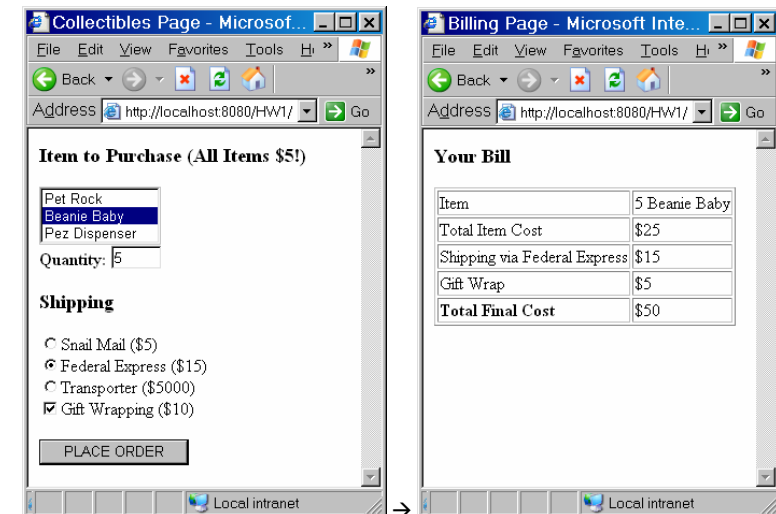 Collectibles Page - Microsof...
File Edit View Favorites Tools H »
Back »
Address http://localhost:8080/HW1/ Go
Item to Purchase (All Items $5!)
Pet Rock
Beanie Baby
Pez Dispenser
Quantity: 5
Shipping
Snail Mail ($5)
Federal Express ($15)
Transporter ($5000)
Gift Wrapping ($10)
PLACE ORDER
Local intranet
→
Billing Page - Microsoft Inte...
File Edit View Favorites Tools H »
Back »
Address http://localhost:8080/HW1/ Go
Your Bill
Item 5 Beanie Baby
Total Item Cost $25
Shipping via Federal Express $15
Gift Wrap $5
Total Final Cost $50
Local intranet